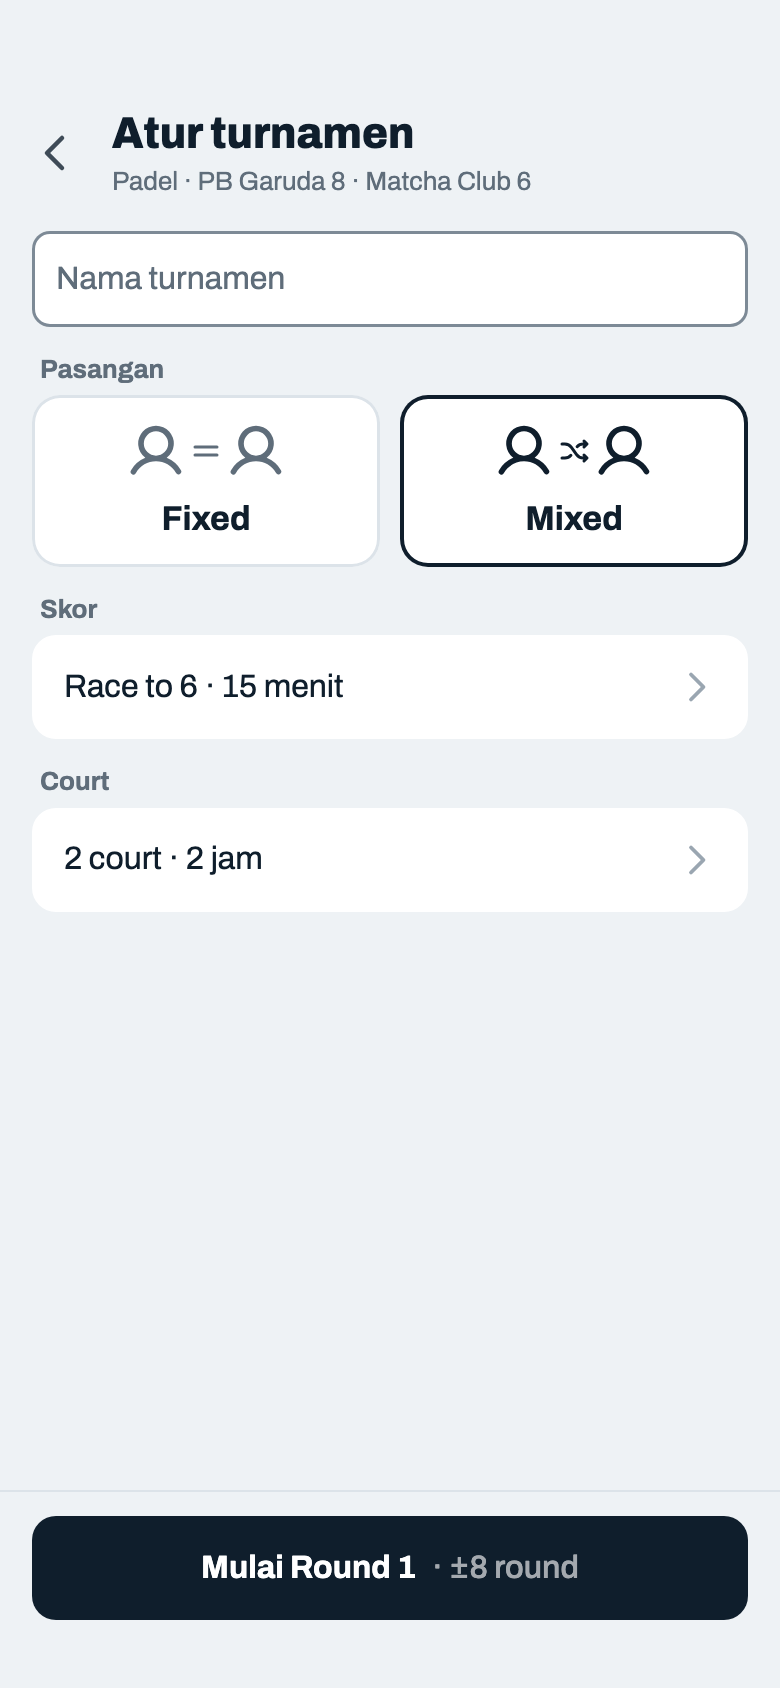 Atur turnamen
Padel · PB Garuda 8 · Matcha Club 6
Nama turnamen
Pasangan
Fixed
Mixed
Skor
Race to 6 · 15 menit
Court
2 court · 2 jam
Mulai Round 1 · ±8 round